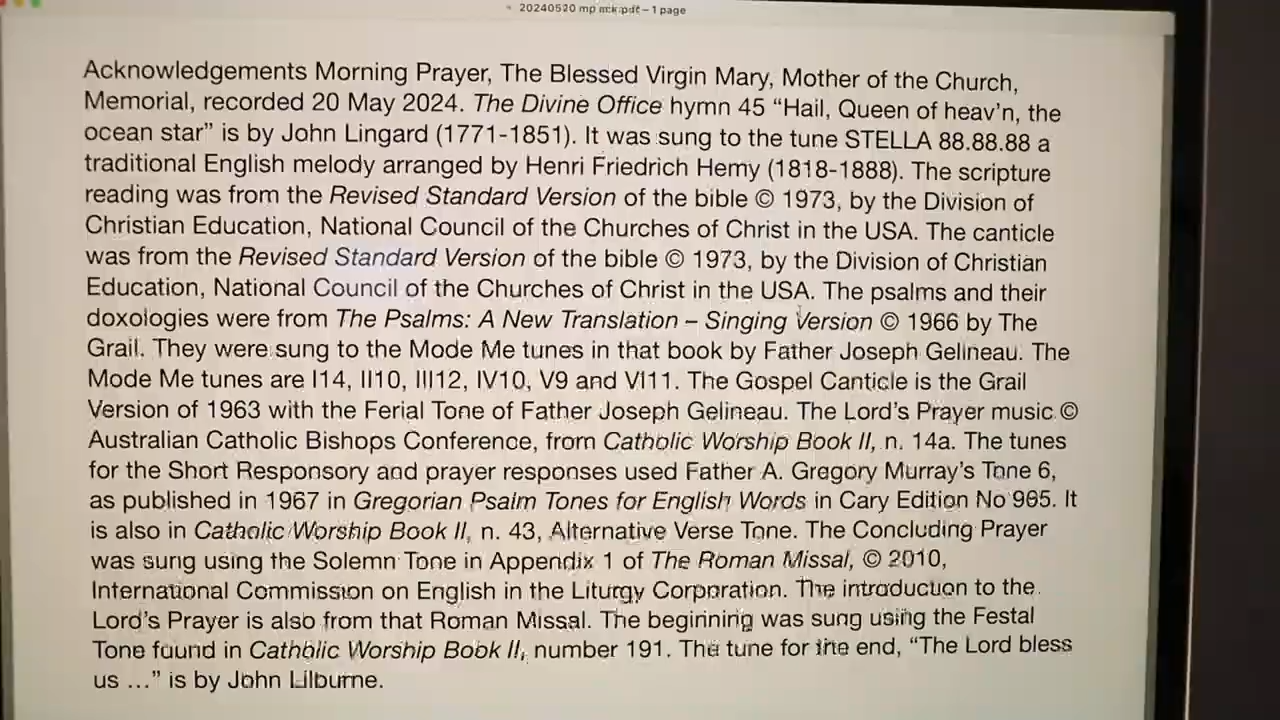 20240520 mp ack.pdf – 1 page
Acknowledgements Morning Prayer, The Blessed Virgin Mary, Mother of the Church,
Memorial, recorded 20 May 2024. The Divine Office hymn 45 “Hail, Queen of heav’n, the
ocean star” is by John Lingard (1771-1851). It was sung to the tune STELLA 88.88.88 a
traditional English melody arranged by Henri Friedrich Hemy (1818-1888). The scripture
reading was from the Revised Standard Version of the bible © 1973, by the Division of
Christian Education, National Council of the Churches of Christ in the USA. The canticle
was from the Revised Standard Version of the bible © 1973, by the Division of Christian
Education, National Council of the Churches of Christ in the USA. The psalms and their
doxologies were from The Psalms: A New Translation – Singing Version © 1966 by The
Grail. They were sung to the Mode Me tunes in that book by Father Joseph Gelineau. The
Mode Me tunes are I14, II10, III12, IV10, V9 and VI11. The Gospel Canticle is the Grail
Version of 1963 with the Ferial Tone of Father Joseph Gelineau. The Lord’s Prayer music ©
Australian Catholic Bishops Conference, from Catholic Worship Book II, n. 14a. The tunes
for the Short Responsory and prayer responses used Father A. Gregory Murray’s Tone 6,
as published in 1967 in Gregorian Psalm Tones for English Words in Cary Edition No 985. It
is also in Catholic Worship Book II, n. 43, Alternative Verse Tone. The Concluding Prayer
was sung using the Solemn Tone in Appendix 1 of The Roman Missal, © 2010,
International Commission on English in the Liturgy Corporation. The introduction to the
Lord’s Prayer is also from that Roman Missal. The beginning was sung using the Festal
Tone found in Catholic Worship Book II, number 191. The tune for the end, “The Lord bless
us …” is by John Lilburne.